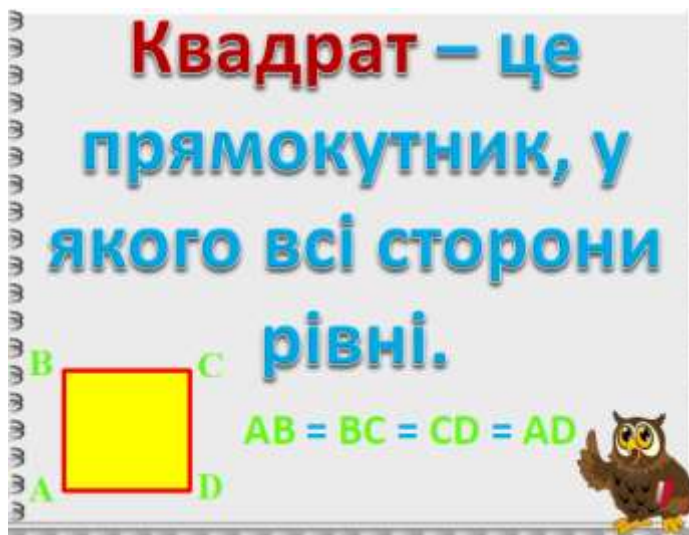 Квадрат – це
прямокутник, у
якого всі сторони
рівні.
B C
AB = BC = CD = AD
A D